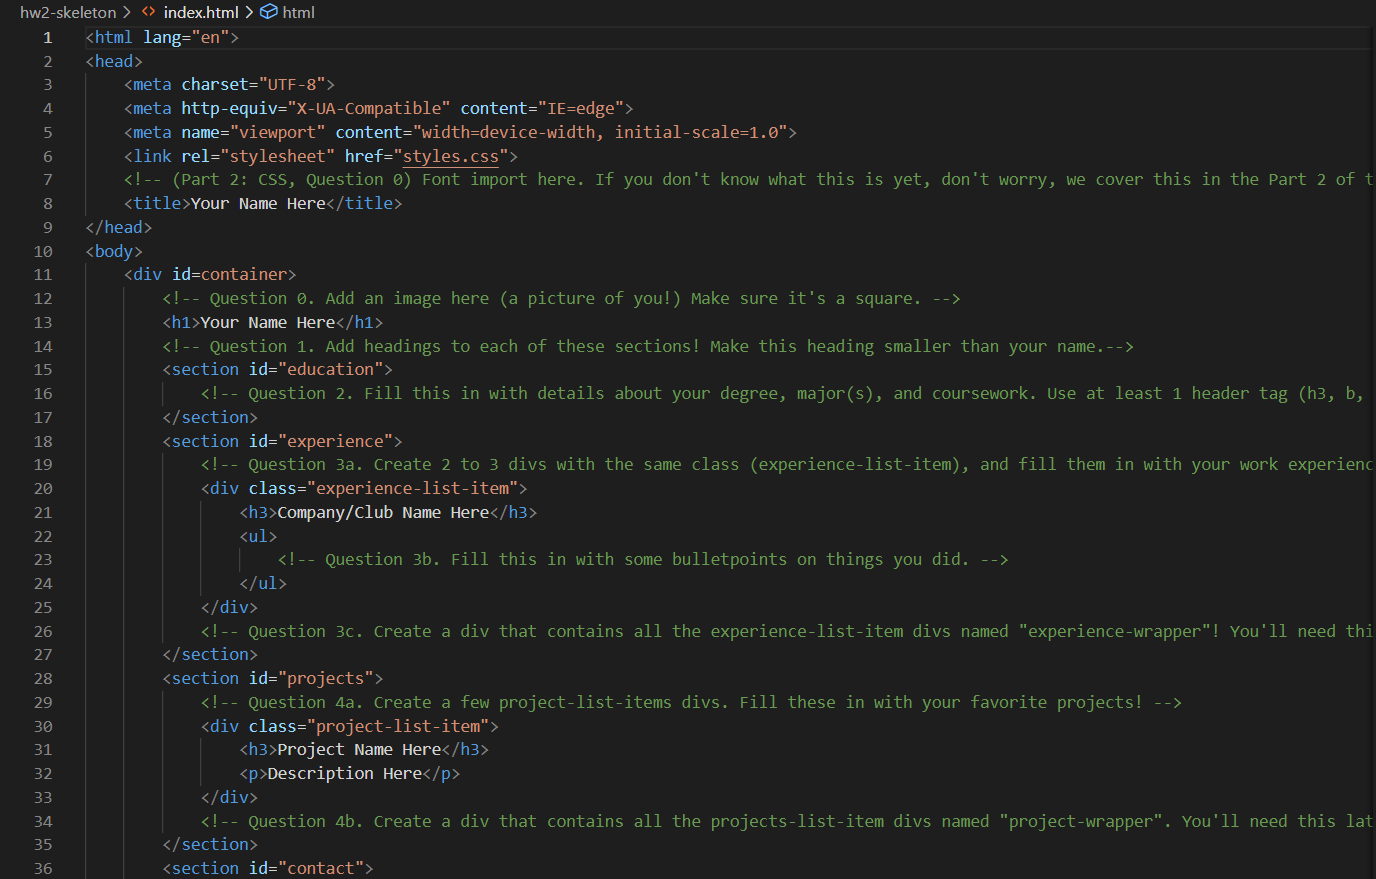 hw2-skeleton > <> index.html > html
1 <html lang="en">
2 <head>
3 <meta charset="UTF-8">
4 <meta http-equiv="X-UA-Compatible" content="IE=edge">
5 <meta name="viewport" content="width=device-width, initial-scale=1.0">
6 <link rel="stylesheet" href="styles.css">
7 <!-- (Part 2: CSS, Question 0) Font import here. If you don't know what this is yet, don't worry, we cover this in the Part 2 of t
8 <title>Your Name Here</title>
9 </head>
10 <body>
11 <div id=container>
12 <!-- Question 0. Add an image here (a picture of you!) Make sure it's a square. -->
13 <h1>Your Name Here</h1>
14 <!-- Question 1. Add headings to each of these sections! Make this heading smaller than your name.-->
15 <section id="education">
16 <!-- Question 2. Fill this in with details about your degree, major(s), and coursework. Use at least 1 header tag (h3, b,
17 </section>
18 <section id="experience">
19 <!-- Question 3a. Create 2 to 3 divs with the same class (experience-list-item), and fill them in with your work experienc
20 <div class="experience-list-item">
21 <h3>Company/Club Name Here</h3>
22 <ul>
23 <!-- Question 3b. Fill this in with some bulletpoints on things you did. -->
24 </ul>
25 </div>
26 <!-- Question 3c. Create a div that contains all the experience-list-item divs named "experience-wrapper"! You'll need thi
27 </section>
28 <section id="projects">
29 <!-- Question 4a. Create a few project-list-items divs. Fill these in with your favorite projects! -->
30 <div class="project-list-item">
31 <h3>Project Name Here</h3>
32 <p>Description Here</p>
33 </div>
34 <!-- Question 4b. Create a div that contains all the projects-list-item divs named "project-wrapper". You'll need this lat
35 </section>
36 <section id="contact">